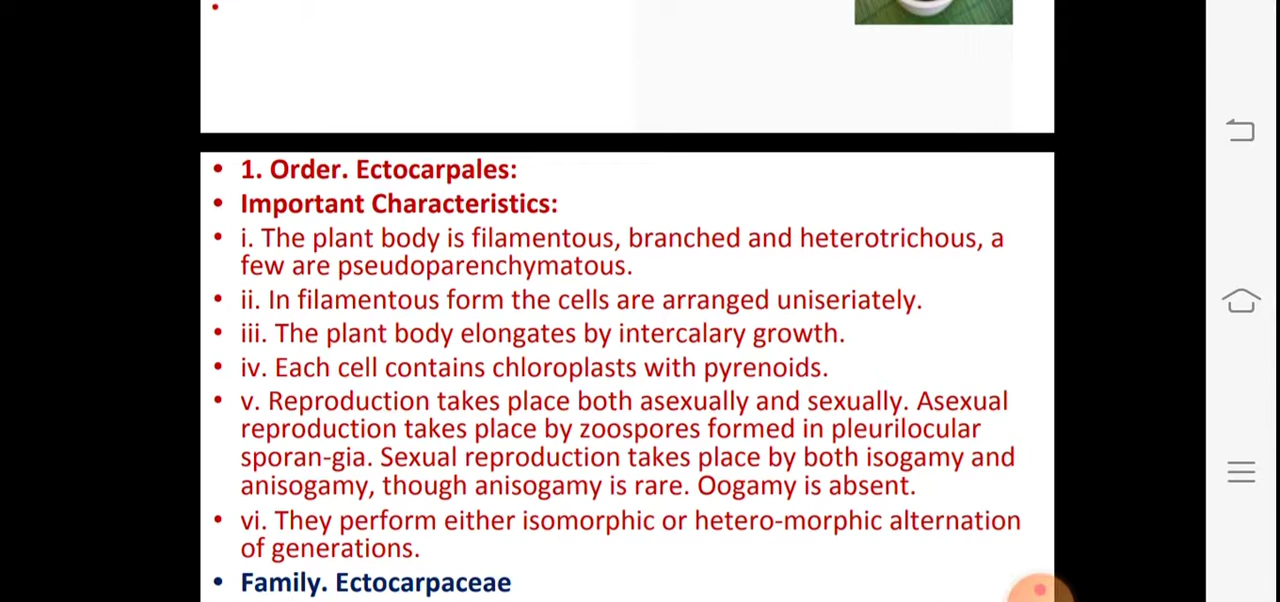 •
• 1. Order. Ectocarpales:
• Important Characteristics:
• i. The plant body is filamentous, branched and heterotrichous, a
few are pseudoparenchymatous.
• ii. In filamentous form the cells are arranged uniseriately.
• iii. The plant body elongates by intercalary growth.
• iv. Each cell contains chloroplasts with pyrenoids.
• v. Reproduction takes place both asexually and sexually. Asexual
reproduction takes place by zoospores formed in pleurilocular
sporan-gia. Sexual reproduction takes place by both isogamy and
anisogamy, though anisogamy is rare. Oogamy is absent.
• vi. They perform either isomorphic or hetero-morphic alternation
of generations.
• Family. Ectocarpaceae